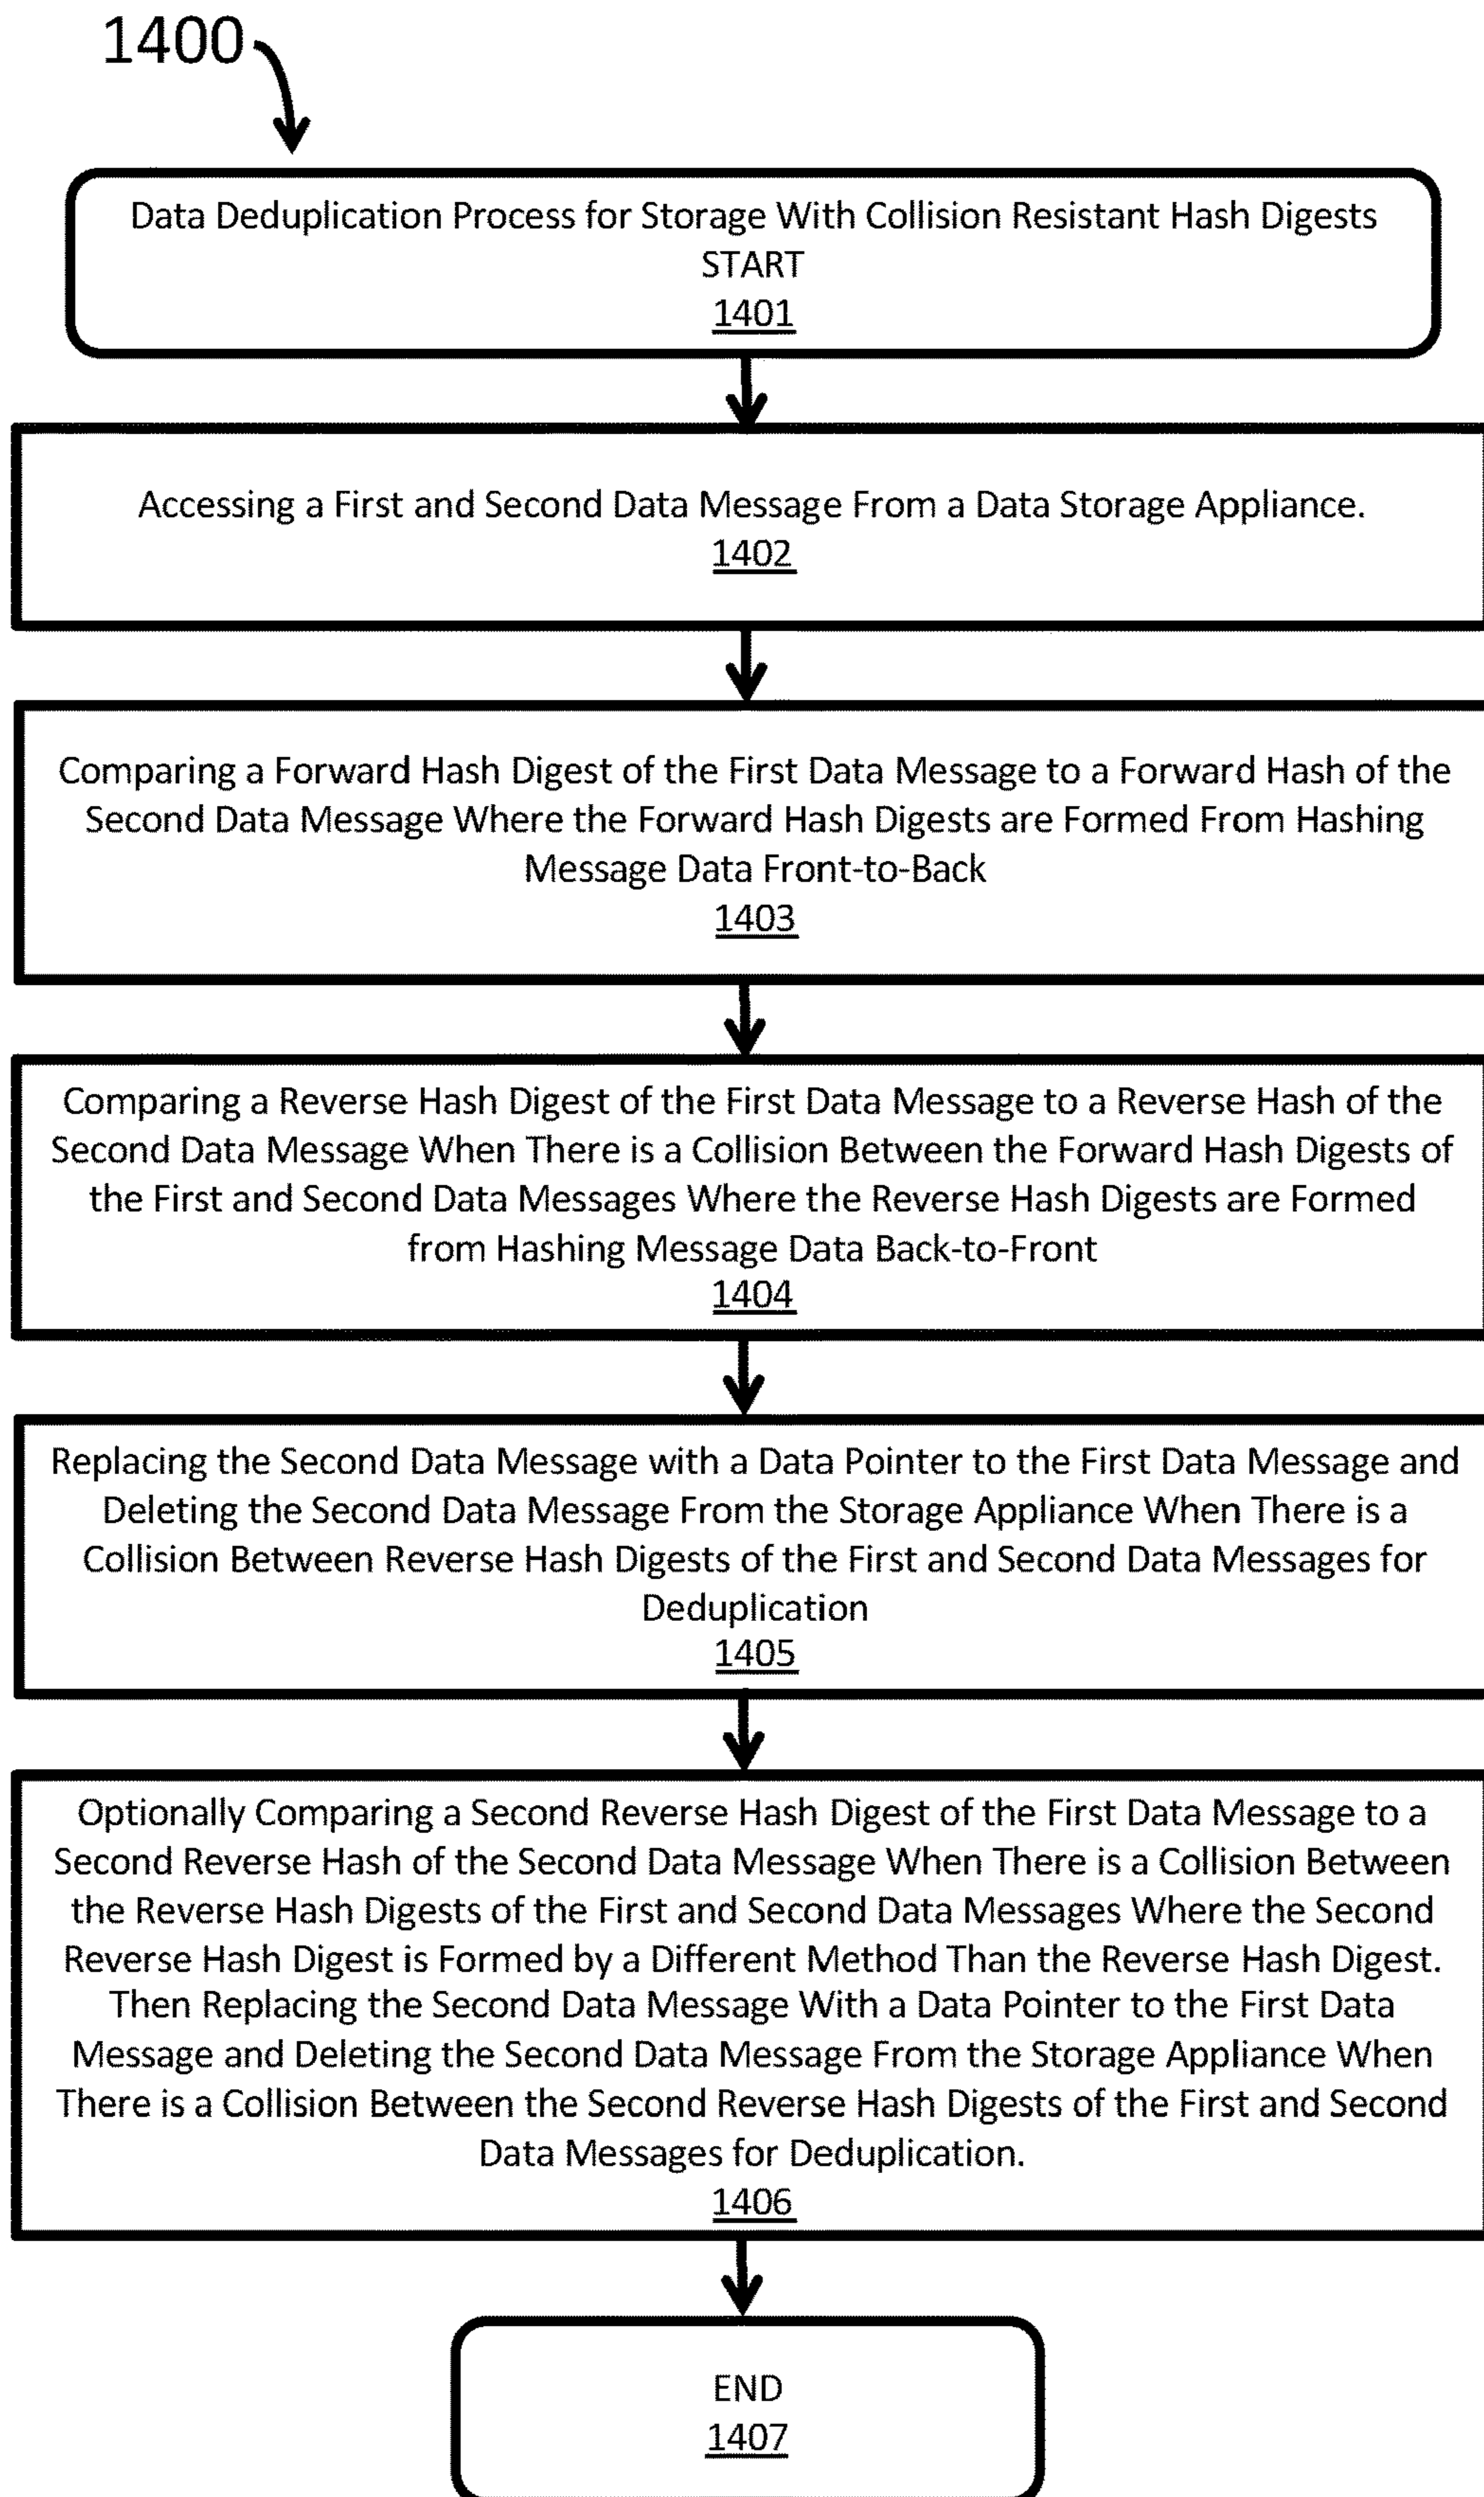 1400
Data Deduplication Process for Storage With Collision Resistant Hash Digests
START
1401
Accessing a First and Second Data Message From a Data Storage Appliance.
1402
Comparing a Forward Hash Digest of the First Data Message to a Forward Hash of the
Second Data Message Where the Forward Hash Digests are Formed From Hashing
Message Data Front-to-Back
1403
Comparing a Reverse Hash Digest of the First Data Message to a Reverse Hash of the
Second Data Message When There is a Collision Between the Forward Hash Digests of
the First and Second Data Messages Where the Reverse Hash Digests are Formed
from Hashing Message Data Back-to-Front
1404
Replacing the Second Data Message with a Data Pointer to the First Data Message and
Deleting the Second Data Message From the Storage Appliance When There is a
Collision Between Reverse Hash Digests of the First and Second Data Messages for
Deduplication
1405
Optionally Comparing a Second Reverse Hash Digest of the First Data Message to a
Second Reverse Hash of the Second Data Message When There is a Collision Between
the Reverse Hash Digests of the First and Second Data Messages Where the Second
Reverse Hash Digest is Formed by a Different Method Than the Reverse Hash Digest.
Then Replacing the Second Data Message With a Data Pointer to the First Data
Message and Deleting the Second Data Message From the Storage Appliance When
There is a Collision Between the Second Reverse Hash Digests of the First and Second
Data Messages for Deduplication.
1406
END
1407